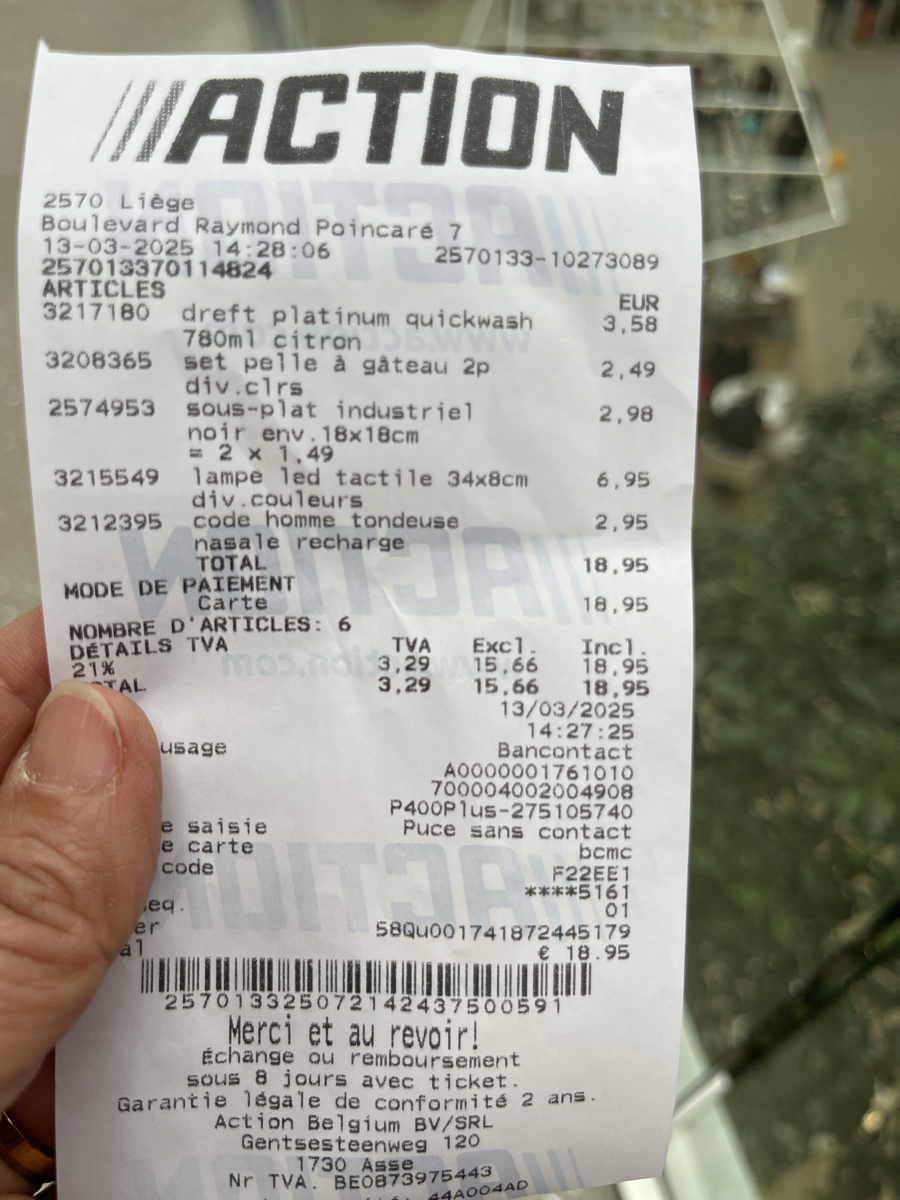 ///ACTION
2570 Liège
Boulevard Raymond Poincaré 7
13-03-2025 14:28:06 2570133-10273089
257013370114824
ARTICLES EUR
3217180 dreft platinum quickwash 3,58
780ml citron
3208365 set pelle à gâteau 2p 2,49
div.clrs
2574953 sous-plat industriel 2,98
noir env.18x18cm
= 2 x 1,49
3215549 lampe led tactile 34x8cm 6,95
div.couleurs
3212395 code homme tondeuse 2,95
nasale recharge
TOTAL 18,95
MODE DE PAIEMENT
Carte 18,95
NOMBRE D'ARTICLES: 6
DÉTAILS TVA TVA Excl. Incl.
21% 3,29 15,66 18,95
TAL 3,29 15,66 18,95
13/03/2025
14:27:25
usage Bancontact
A0000001761010
700004002004908
P400Plus-275105740
e saisie Puce sans contact
e carte bcmc
code F22EE1
****5161
eq. 01
er 58Qu001741872445179
al € 18.95
257013325072142437500591
Merci et au revoir!
Échange ou remboursement
sous 8 jours avec ticket.
Garantie légale de conformité 2 ans.
Action Belgium BV/SRL
Gentsesteenweg 120
1730 Asse
Nr TVA. BE0873975443
44A004AD